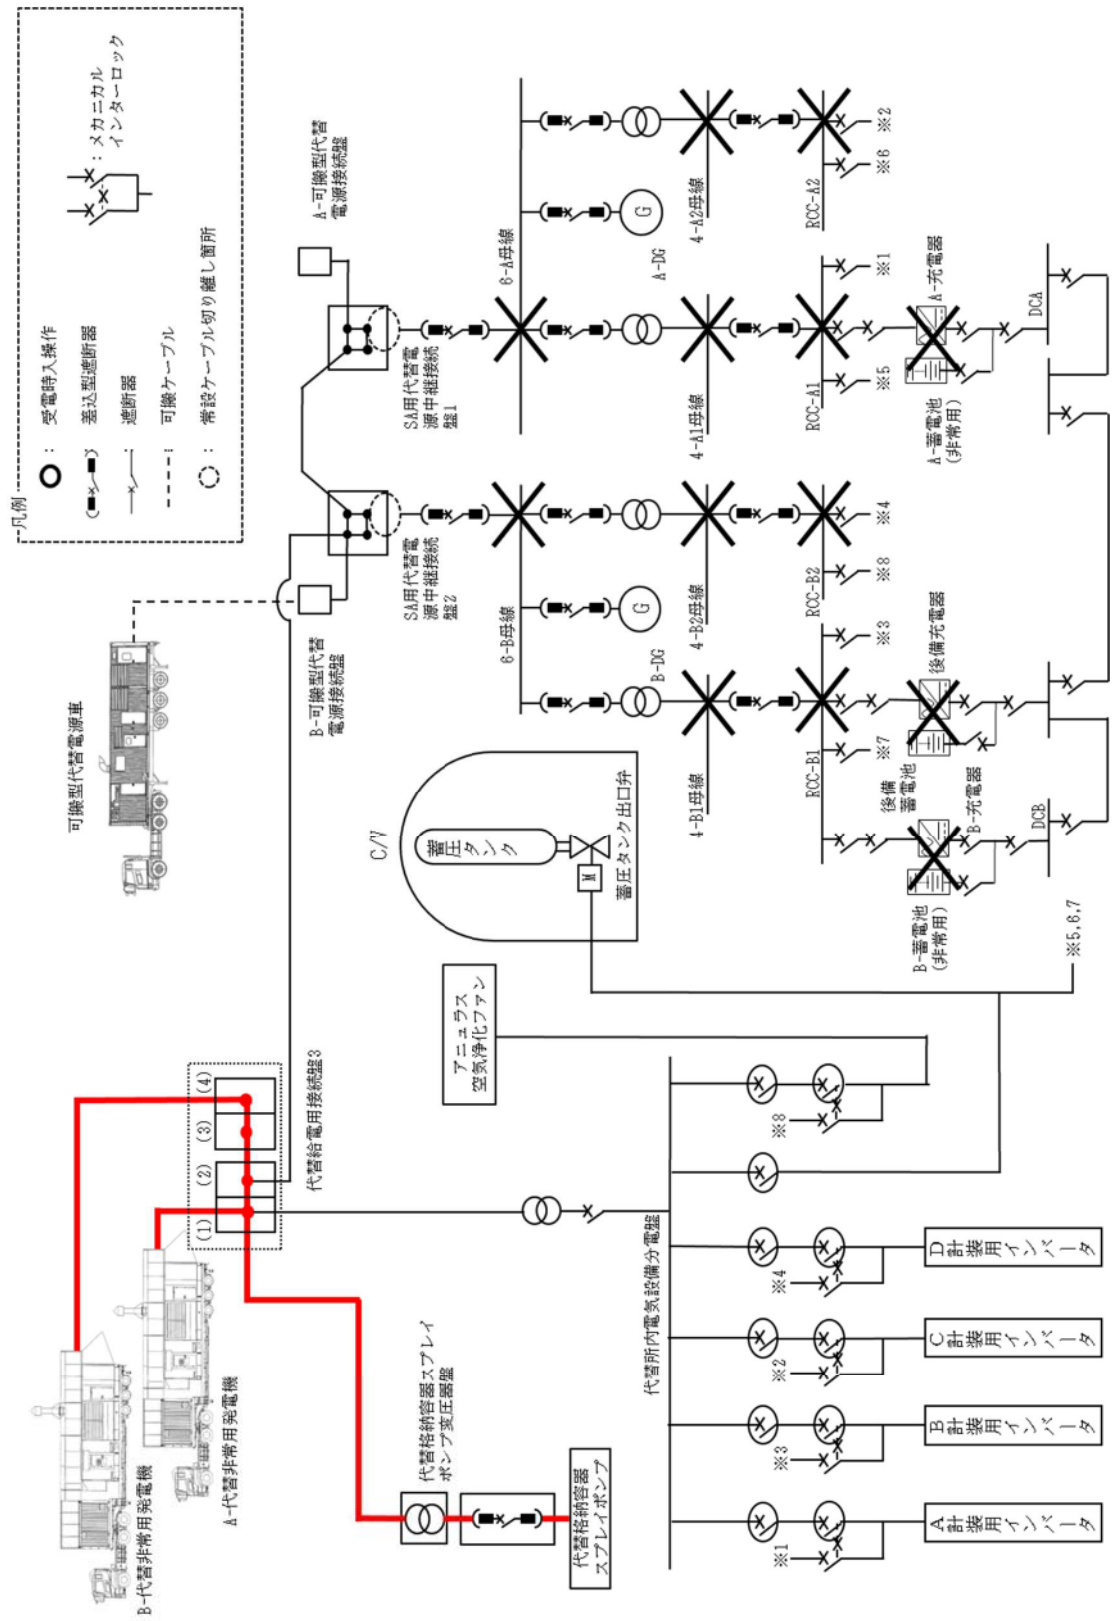 凡例
：受電時入操作
：差込型遮断器
：遮断器
：可搬ケーブル
：常設ケーブル切り離し箇所
：メカニカル
インターロック
可搬型代替電源車
B-可搬型代替
電源接続盤
A-可搬型代替
電源接続盤
SA用代替電
源中継接続
盤2
SA用代替電
源中継接続
盤1
B-代替非常用発電機
A-代替非常用発電機
(1)
(2)
(3)
(4)
代替給電用接続盤3
代替格納容器スプレイ
ポンプ変圧器盤
代替格納容器
スプレイポンプ
アニュラス
空気浄化ファン
C/V
蓄圧
タンク
M
蓄圧タンク出口弁
6-B母線
6-A母線
G
B-DG
G
A-DG
4-B1母線
4-B2母線
4-A1母線
4-A2母線
RCC-B1
RCC-B2
RCC-A1
RCC-A2
※7
※3
※8
※4
※5
※1
※6
※2
B-蓄電池
(非常用)
B-充電器
後備
蓄電池
後備充電器
A-蓄電池
(非常用)
A-充電器
DCB
DCA
※5,6,7
代替所内電気設備分電盤
※1
※3
※2
※4
※8
A
計装用インバータ
B
計装用インバータ
C
計装用インバータ
D
計装用インバータ